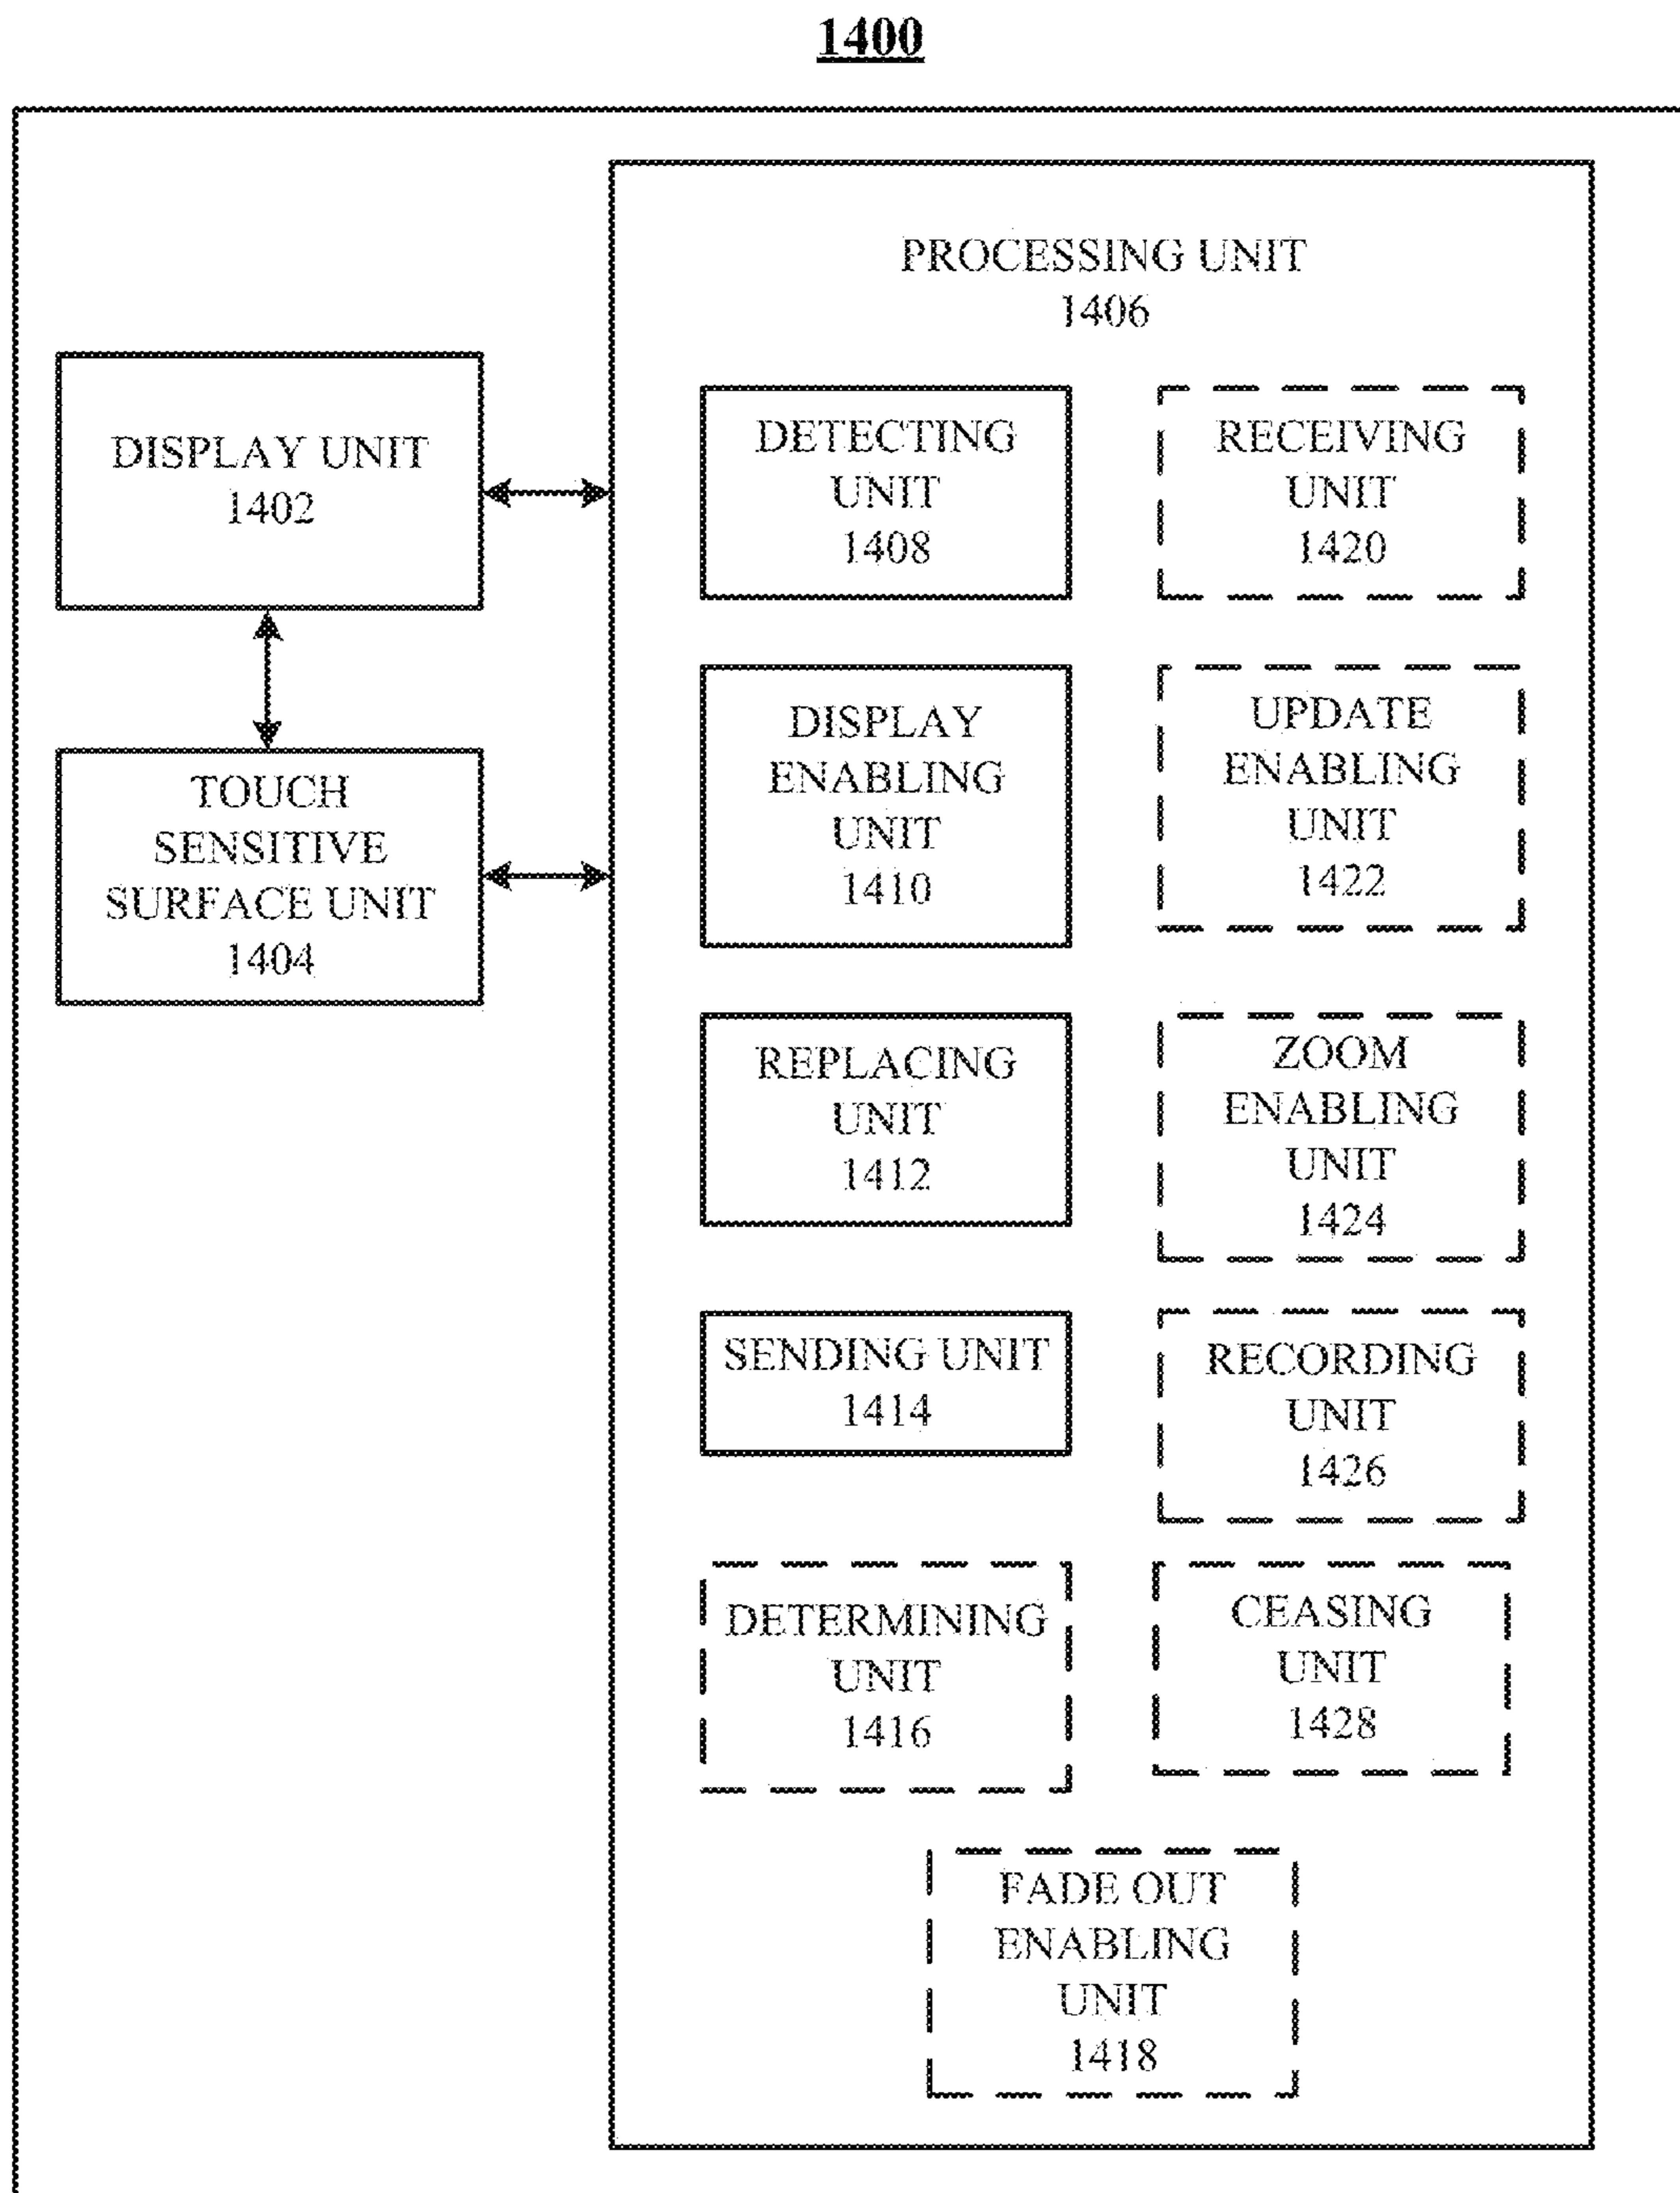 1400
PROCESSING UNIT
1406
DISPLAY UNIT
1402
TOUCH
SENSITIVE
SURFACE UNIT
1404
DETECTING
UNIT
1408
RECEIVING
UNIT
1420
DISPLAY
ENABLING
UNIT
1410
UPDATE
ENABLING
UNIT
1422
REPLACING
UNIT
1412
ZOOM
ENABLING
UNIT
1424
SENDING UNIT
1414
RECORDING
UNIT
1426
DETERMINING
UNIT
1416
CEASING
UNIT
1428
FADE OUT
ENABLING
UNIT
1418